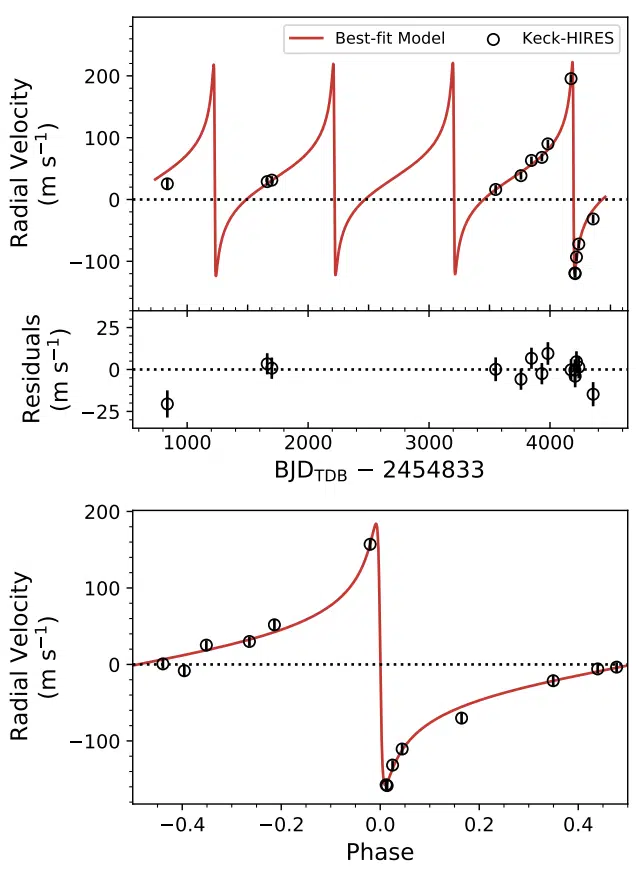 Best-fit Model
Keck-HIRES
200
100
0
−100
Radial Velocity
(m s⁻¹)
25
0
−25
Residuals
(m s⁻¹)
1000
2000
3000
4000
BJD_TDB − 2454833
200
100
0
−100
Radial Velocity
(m s⁻¹)
−0.4
−0.2
0.0
0.2
0.4
Phase